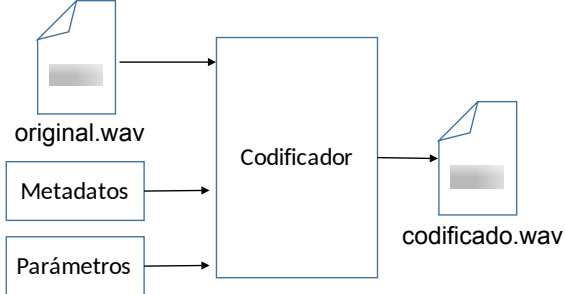 original.wav
Metadatos
Parámetros
Codificador
codificado.wav